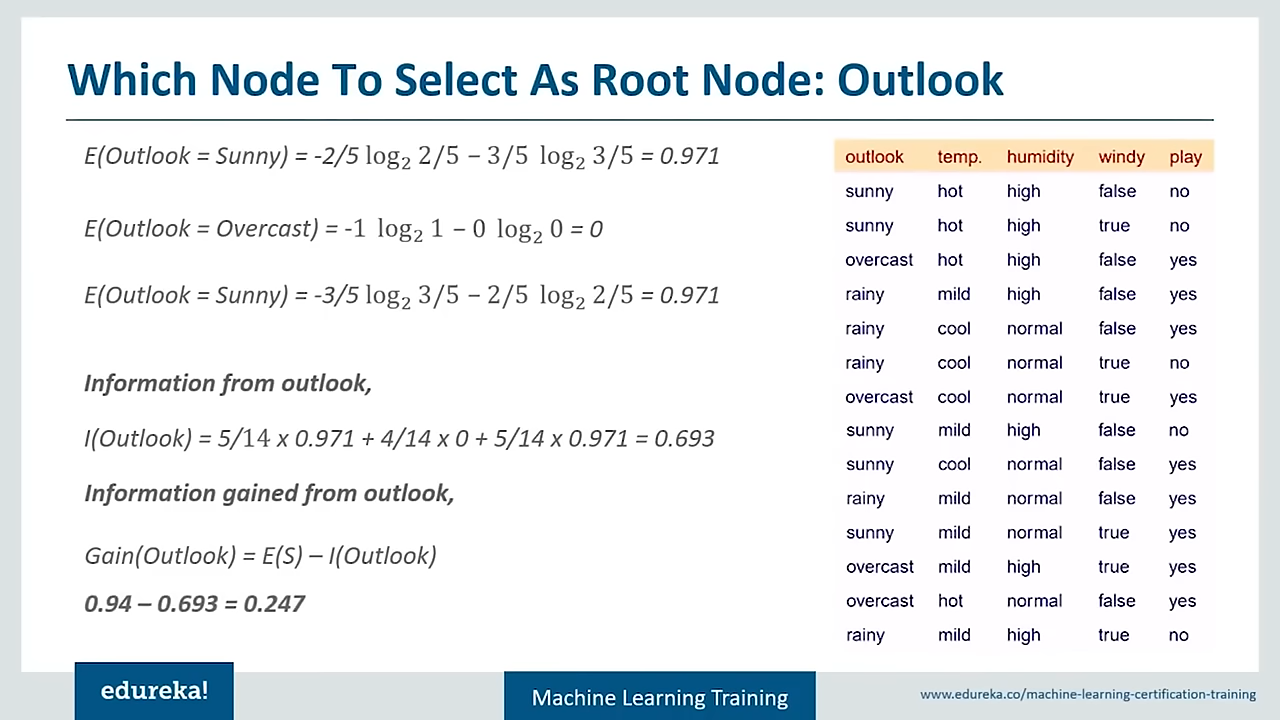 Which Node To Select As Root Node: Outlook
E(Outlook = Sunny) = -2/5 log₂ 2/5 − 3/5 log₂ 3/5 = 0.971
E(Outlook = Overcast) = -1 log₂ 1 − 0 log₂ 0 = 0
E(Outlook = Sunny) = -3/5 log₂ 3/5 − 2/5 log₂ 2/5 = 0.971
Information from outlook,
I(Outlook) = 5/14 x 0.971 + 4/14 x 0 + 5/14 x 0.971 = 0.693
Information gained from outlook,
Gain(Outlook) = E(S) – I(Outlook)
0.94 – 0.693 = 0.247
outlook temp. humidity windy play
sunny hot high false no
sunny hot high true no
overcast hot high false yes
rainy mild high false yes
rainy cool normal false yes
rainy cool normal true no
overcast cool normal true yes
sunny mild high false no
sunny cool normal false yes
rainy mild normal false yes
sunny mild normal true yes
overcast mild high true yes
overcast hot normal false yes
rainy mild high true no
edureka!
Machine Learning Training
www.edureka.co/machine-learning-certification-training